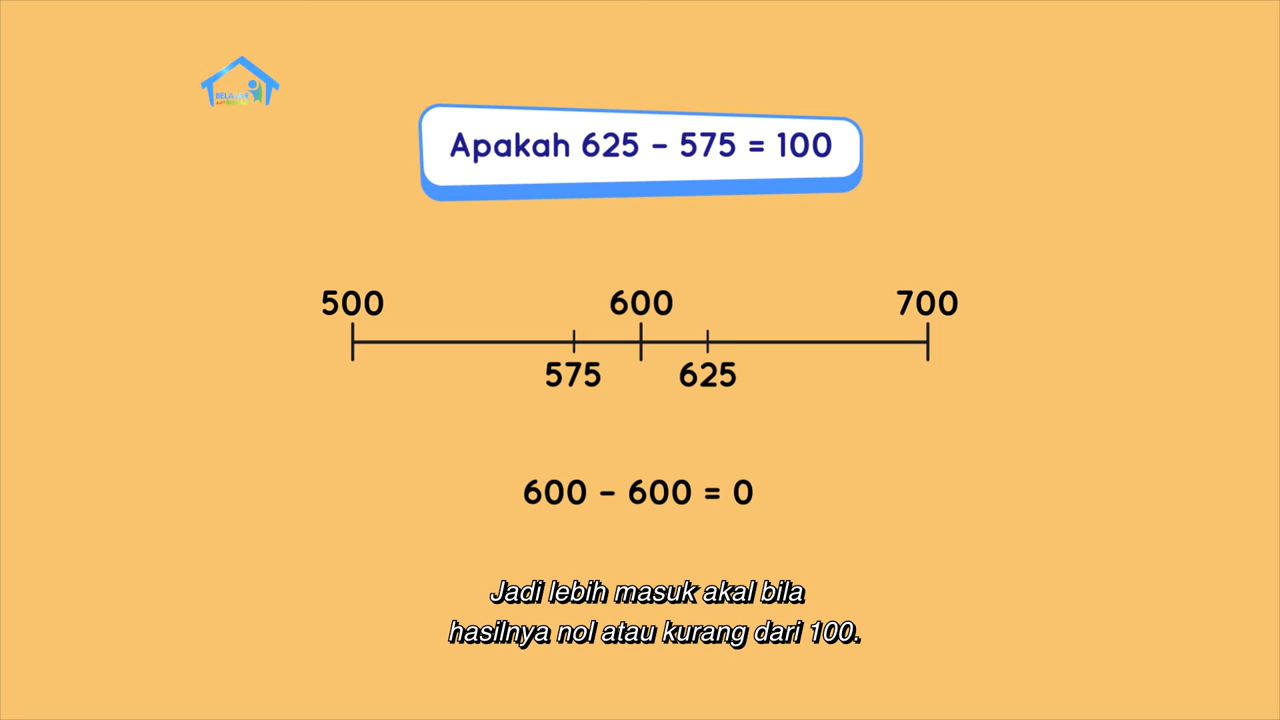 BELAJAR
Apakah 625 – 575 = 100
500 600 700
575 625
600 – 600 = 0
Jadi lebih masuk akal bila
hasilnya nol atau kurang dari 100.